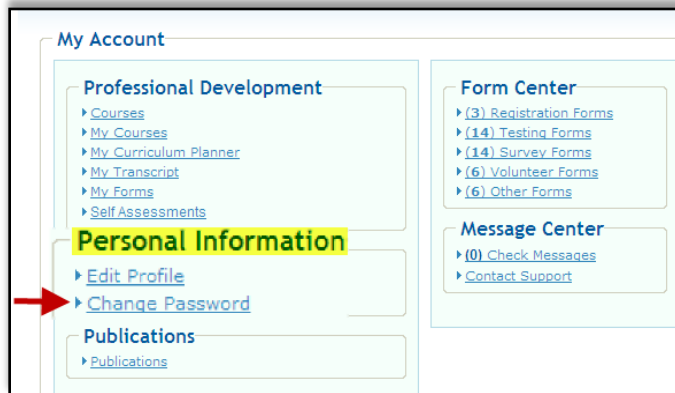 My Account
Professional Development
Courses
My Courses
My Curriculum Planner
My Transcript
My Forms
Self Assessments
Personal Information
Edit Profile
Change Password
Publications
Publications
Form Center
(3) Registration Forms
(14) Testing Forms
(14) Survey Forms
(6) Volunteer Forms
(6) Other Forms
Message Center
(0) Check Messages
Contact Support